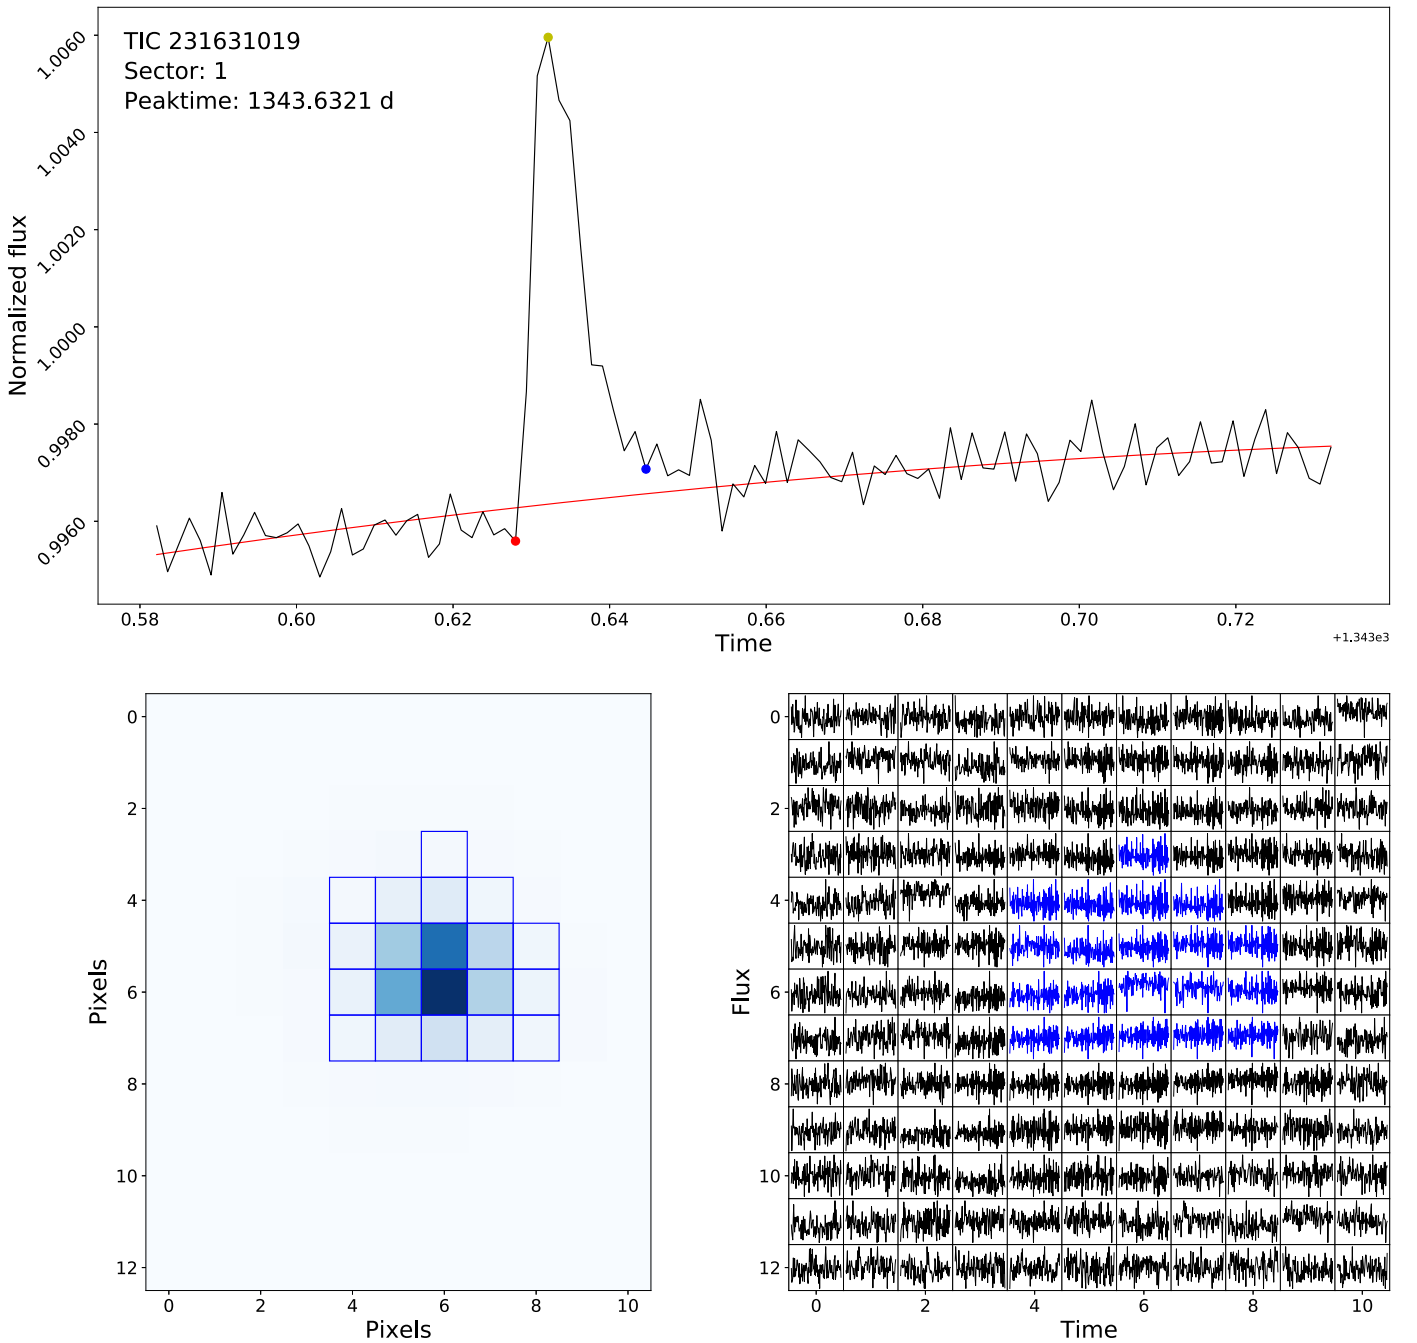 TIC 231631019
Sector: 1
Peaktime: 1343.6321 d
Normalized flux
1.0060
1.0040
1.0020
1.0000
0.9980
0.9960
0.58 0.60 0.62 0.64 0.66 0.68 0.70 0.72
Time
+1.343e3
Pixels
0
2
4
6
8
10
12
0 2 4 6 8 10
Pixels
Flux
0
2
4
6
8
10
12
0 2 4 6 8 10
Time